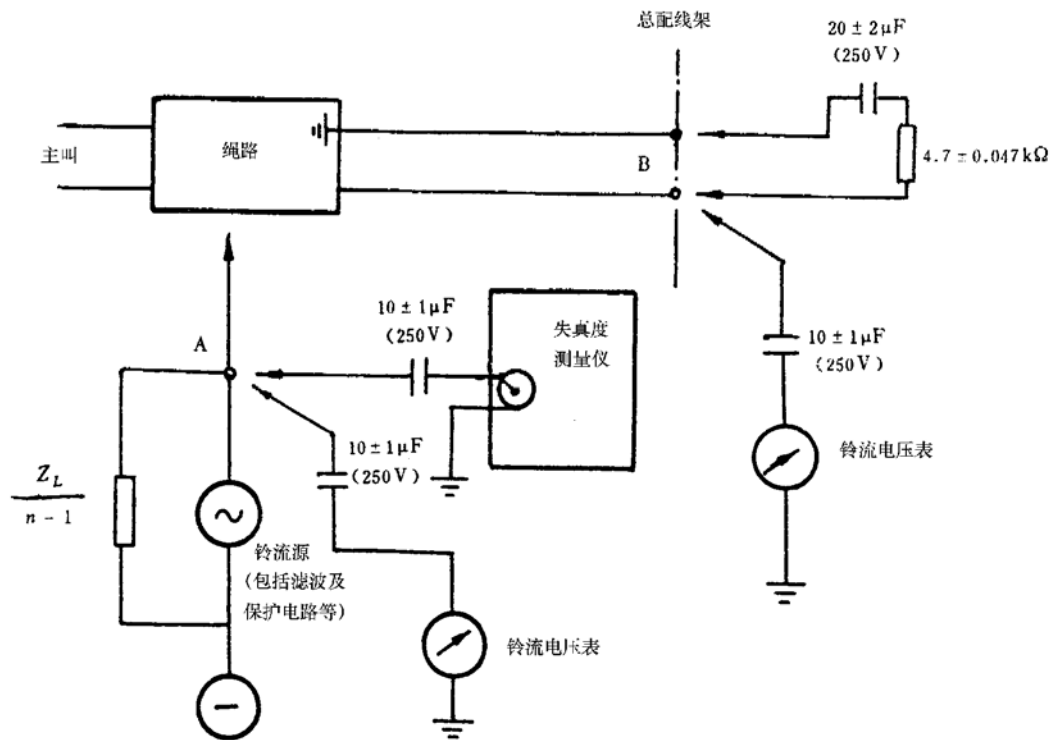 总配线架
20 ± 2μF
(250V)
主叫
绳路
B
4.7 ± 0.047kΩ
A
10 ± 1μF
(250V)
失真度
测量仪
10 ± 1μF
(250V)
10 ± 1μF
(250V)
铃流电压表
Z_L
n - 1
铃流源
(包括滤波及
保护电路等)
铃流电压表